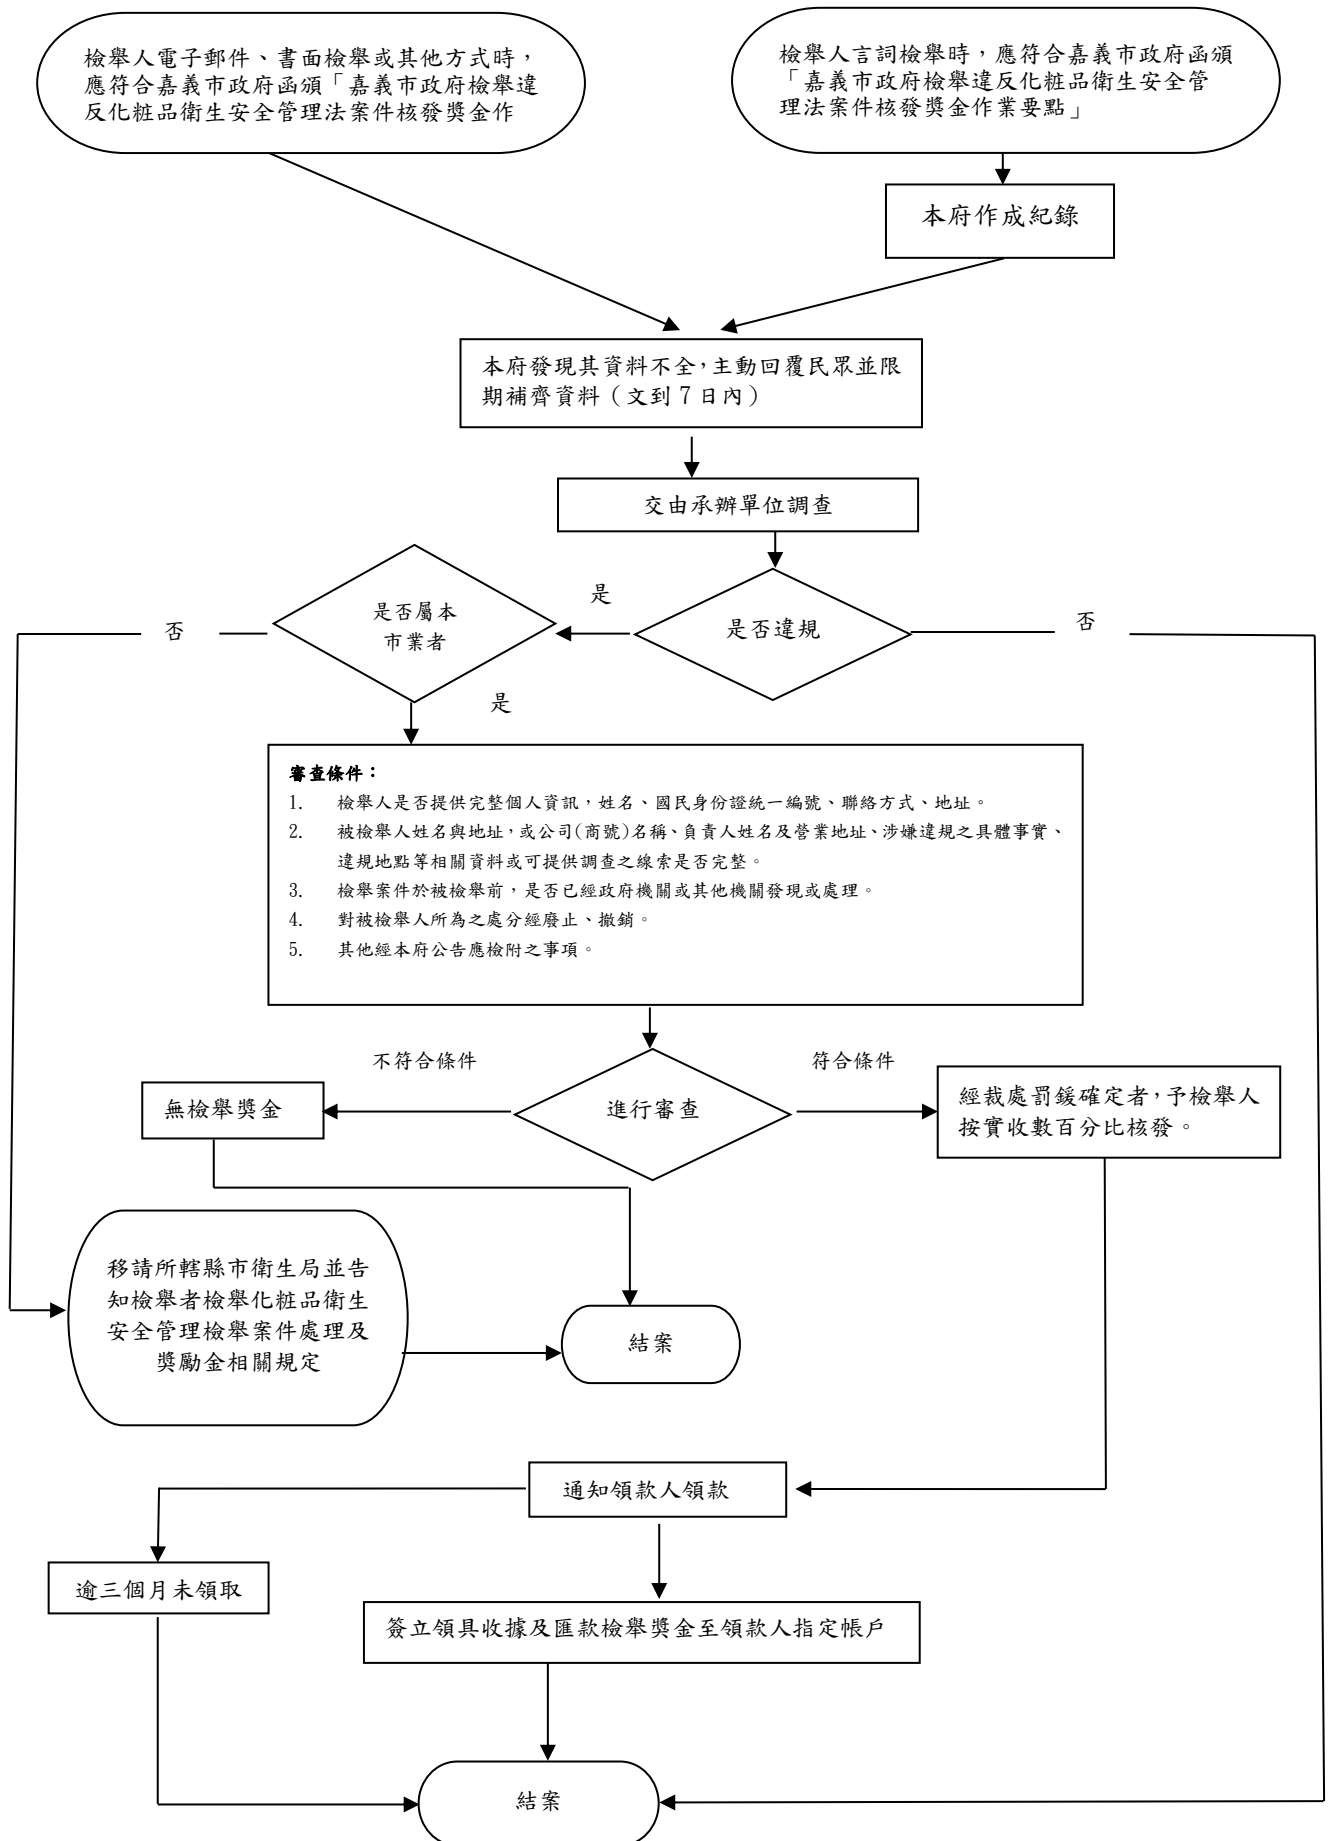 檢舉人電子郵件、書面檢舉或其他方式時，
應符合嘉義市政府函頒「嘉義市政府檢舉違
反化粧品衛生安全管理法案件核發獎金作
檢舉人言詞檢舉時，應符合嘉義市政府函頒
「嘉義市政府檢舉違反化粧品衛生安全管
理法案件核發獎金作業要點」
本府作成紀錄
本府發現其資料不全，主動回覆民眾並限
期補齊資料（文到 7 日內）
交由承辦單位調查
是否屬本
市業者
是
是否違規
否
否
是
審查條件：
1. 檢舉人是否提供完整個人資訊，姓名、國民身份證統一編號、聯絡方式、地址。
2. 被檢舉人姓名與地址，或公司(商號)名稱、負責人姓名及營業地址、涉嫌違規之具體事實、
違規地點等相關資料或可提供調查之線索是否完整。
3. 檢舉案件於被檢舉前，是否已經政府機關或其他機關發現或處理。
4. 對被檢舉人所為之處分經廢止、撤銷。
5. 其他經本府公告應檢附之事項。
不符合條件
符合條件
無檢舉獎金
進行審查
經裁處罰鍰確定者，予檢舉人
按實收數百分比核發。
移請所轄縣市衛生局並告
知檢舉者檢舉化粧品衛生
安全管理檢舉案件處理及
獎勵金相關規定
結案
通知領款人領款
逾三個月未領取
簽立領具收據及匯款檢舉獎金至領款人指定帳戶
結案